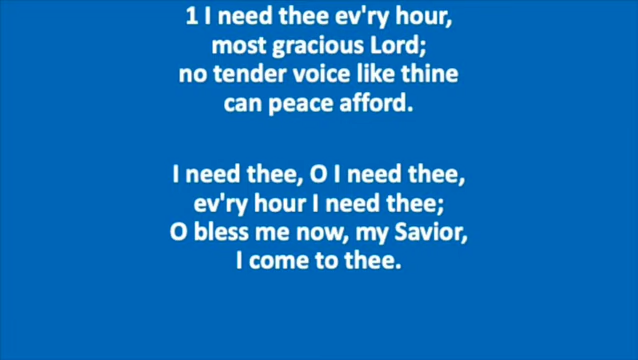 1 I need thee ev'ry hour,
most gracious Lord;
no tender voice like thine
can peace afford.
I need thee, O I need thee,
ev'ry hour I need thee;
O bless me now, my Savior,
I come to thee.